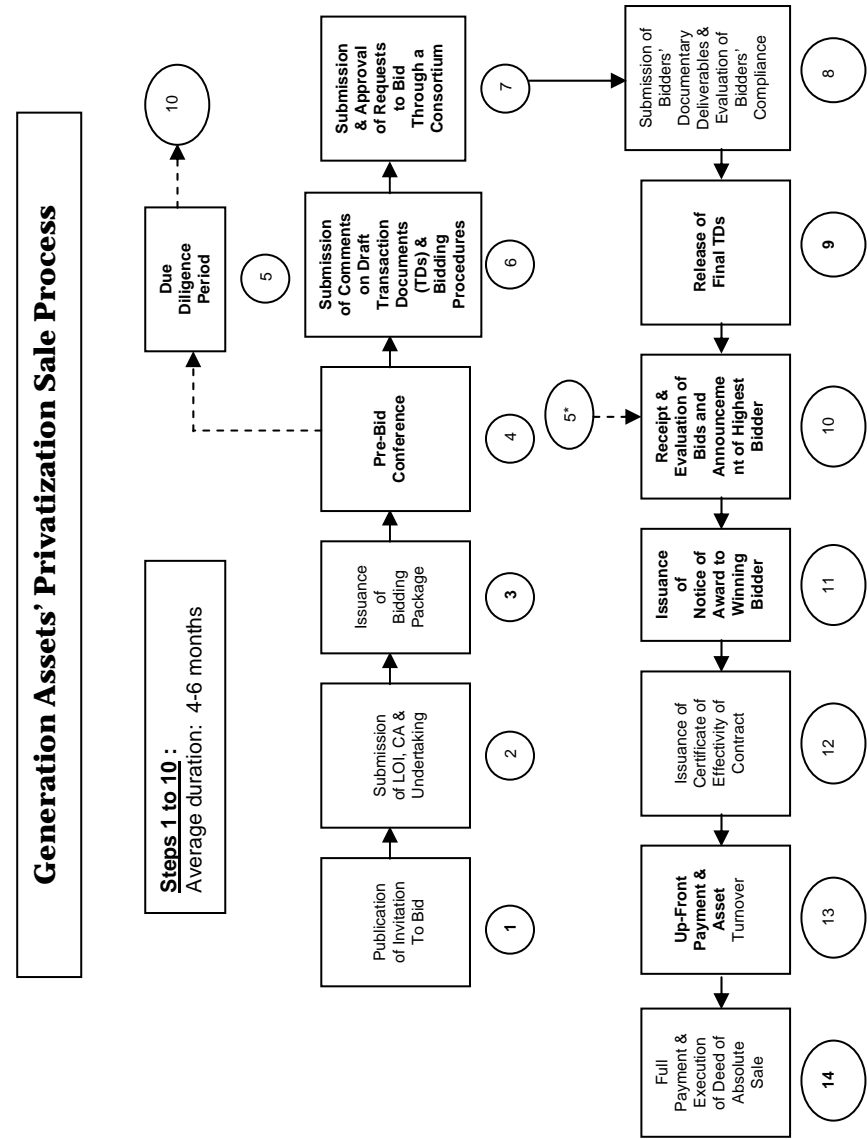 Generation Assets' Privatization Sale Process
Steps 1 to 10 :
Average duration: 4-6 months
Due
Diligence
Period
10
5
Publication
of Invitation
To Bid
1
Submission
of LOI, CA &
Undertaking
2
Issuance
of
Bidding
Package
3
Pre-Bid
Conference
4
Submission
of Comments
on Draft
Transaction
Documents
(TDs) &
Bidding
Procedures
6
Submission
& Approval
of Requests
to Bid
Through a
Consortium
7
5*
Submission of
Bidders'
Documentary
Deliverables &
Evaluation of
Bidders'
Compliance
8
Release of
Final TDs
9
Receipt &
Evaluation of
Bids and
Announceme
nt of Highest
Bidder
10
Issuance
of
Notice of
Award to
Winning
Bidder
11
Issuance of
Certificate of
Effectivity of
Contract
12
Up-Front
Payment &
Asset
Turnover
13
Full
Payment &
Execution
of Deed of
Absolute
Sale
14